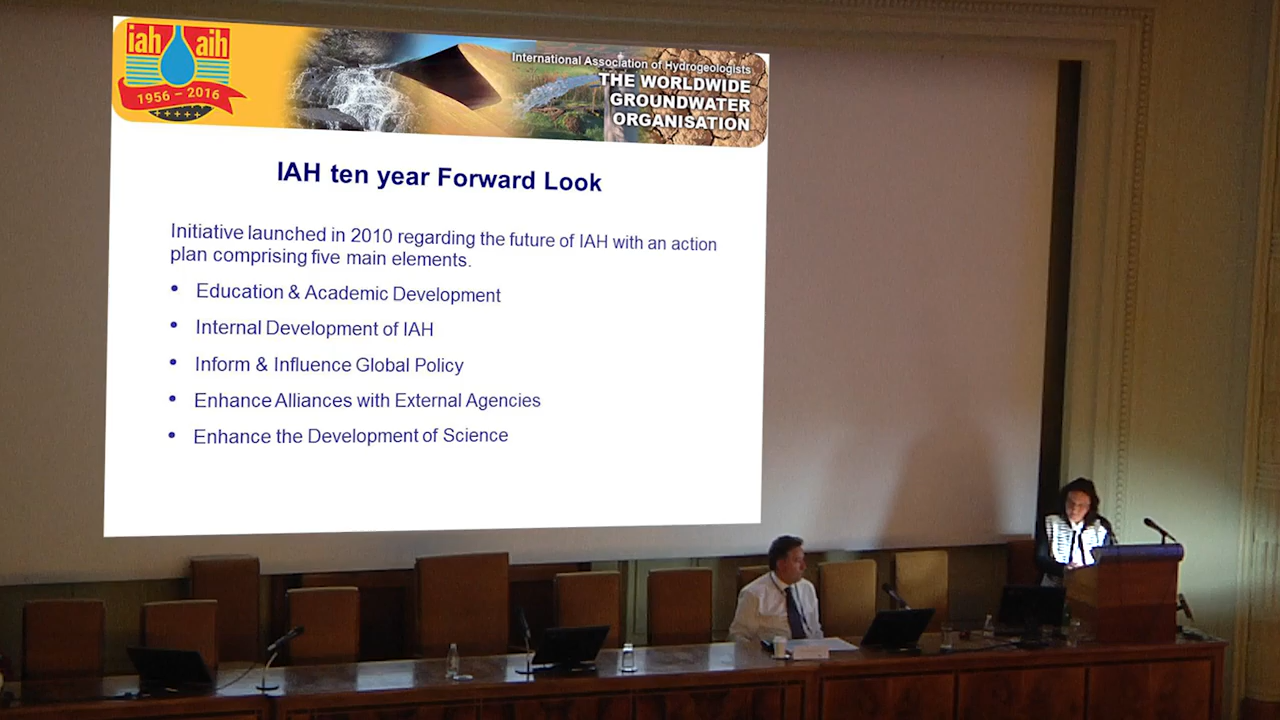 iah aih
1956 – 2016
International Association of Hydrogeologists
THE WORLDWIDE
GROUNDWATER
ORGANISATION
IAH ten year Forward Look
Initiative launched in 2010 regarding the future of IAH with an action
plan comprising five main elements.
• Education & Academic Development
• Internal Development of IAH
• Inform & Influence Global Policy
• Enhance Alliances with External Agencies
• Enhance the Development of Science